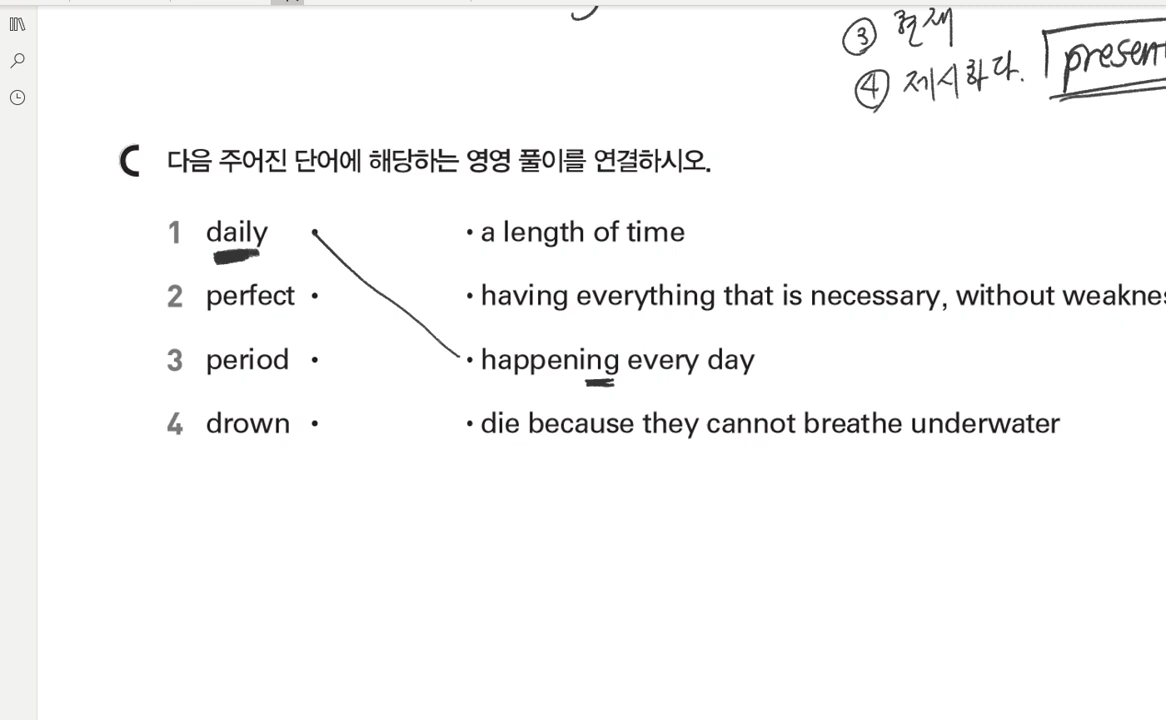 ③ 현재
④ 제시하다. present
C 다음 주어진 단어에 해당하는 영영 풀이를 연결하시오.
1 daily • • a length of time
2 perfect • • having everything that is necessary, without
3 period • • happening every day
4 drown • • die because they cannot breathe underwater